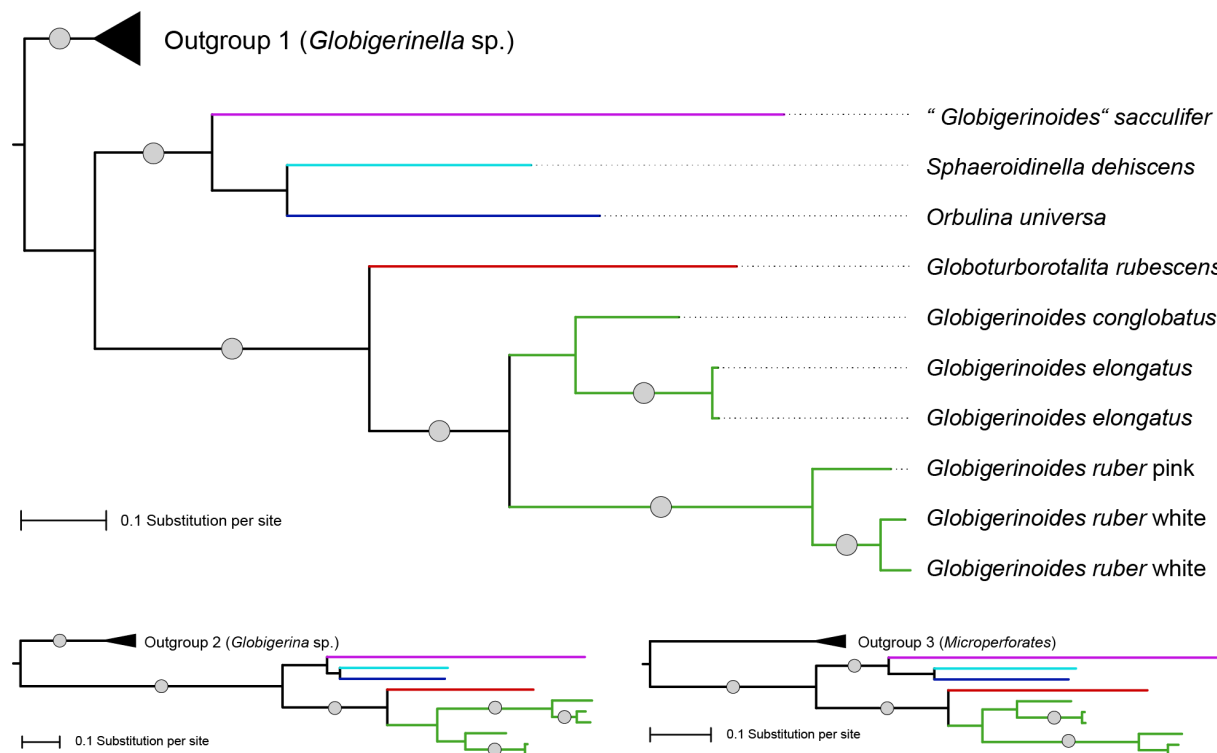 Outgroup 1 (Globigerinella sp.)
“ Globigerinoides“ sacculifer
Sphaeroidinella dehiscens
Orbulina universa
Globoturborotalita rubescens
Globigerinoides conglobatus
Globigerinoides elongatus
Globigerinoides elongatus
Globigerinoides ruber pink
Globigerinoides ruber white
Globigerinoides ruber white
0.1 Substitution per site
Outgroup 2 (Globigerina sp.)
0.1 Substitution per site
Outgroup 3 (Microperforates)
0.1 Substitution per site